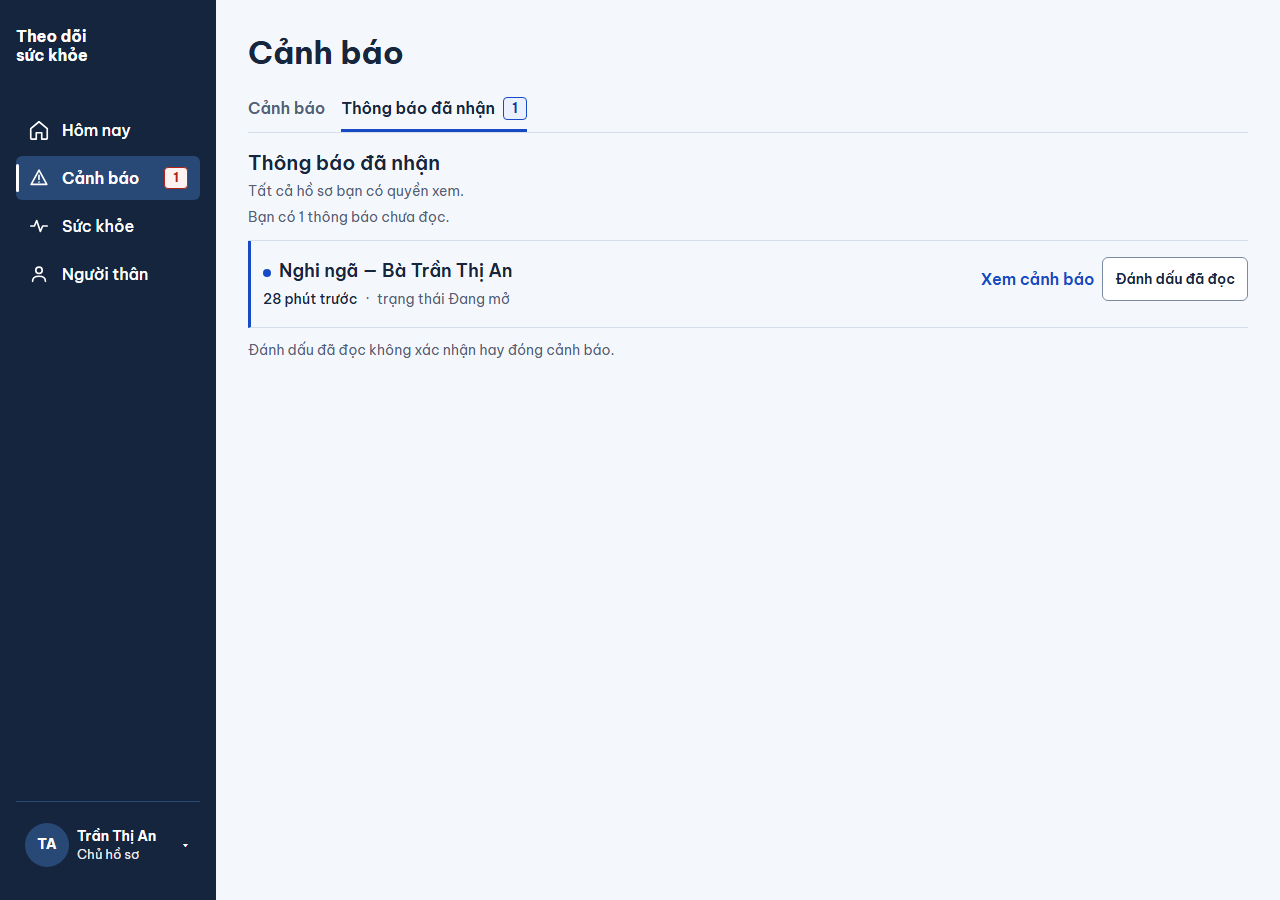 Theo dõi
sức khỏe
Hôm nay
Cảnh báo 1
Sức khỏe
Người thân
TA
Trần Thị An
Chủ hồ sơ
Cảnh báo
Cảnh báo Thông báo đã nhận 1
Thông báo đã nhận
Tất cả hồ sơ bạn có quyền xem.
Bạn có 1 thông báo chưa đọc.
Nghi ngã — Bà Trần Thị An
28 phút trước · trạng thái Đang mở
Xem cảnh báo Đánh dấu đã đọc
Đánh dấu đã đọc không xác nhận hay đóng cảnh báo.